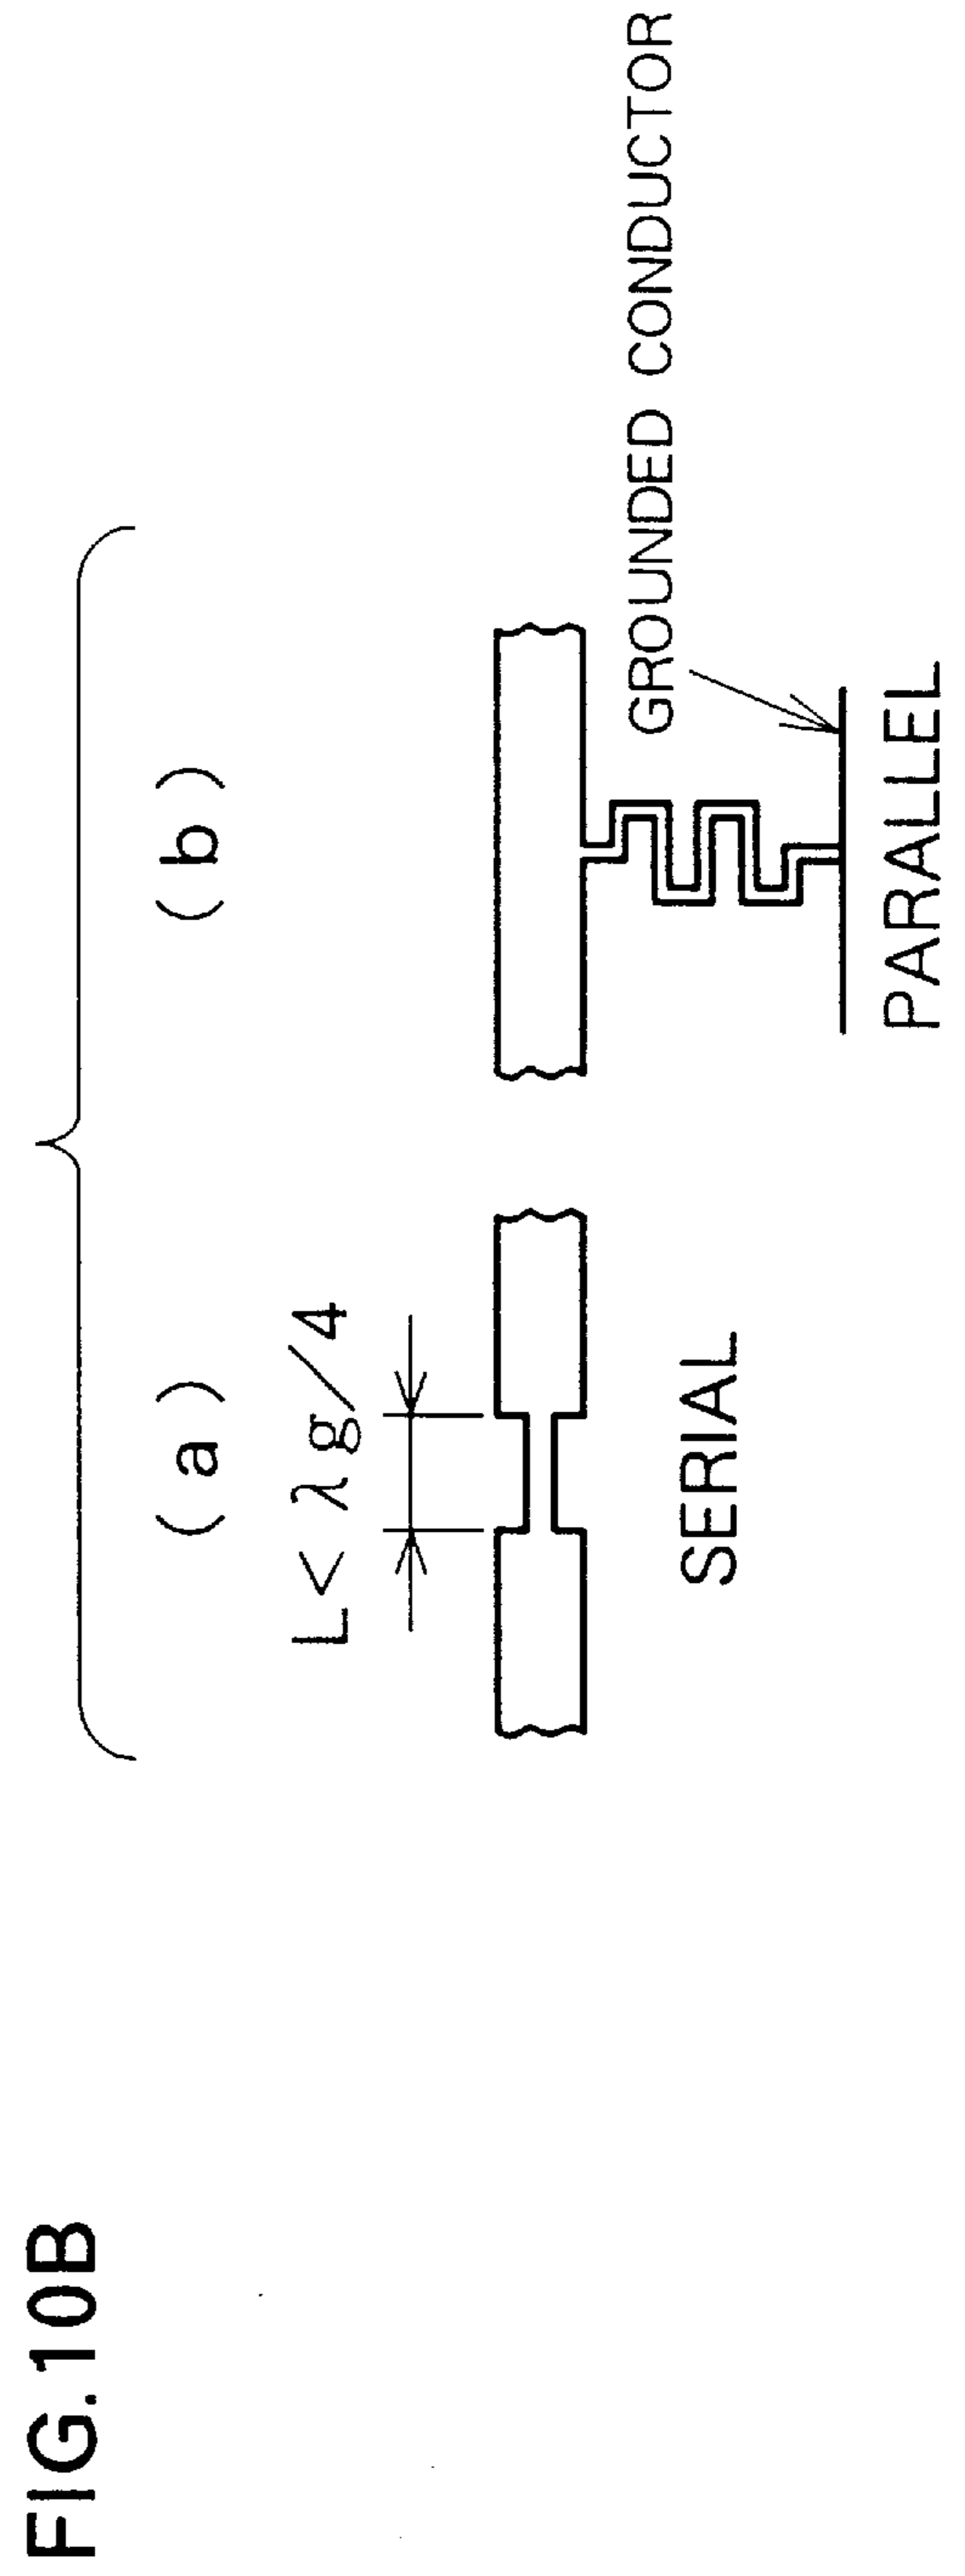 FIG.10B
(a)
(b)
L< λg/4
GROUNDED CONDUCTOR
SERIAL
PARALLEL